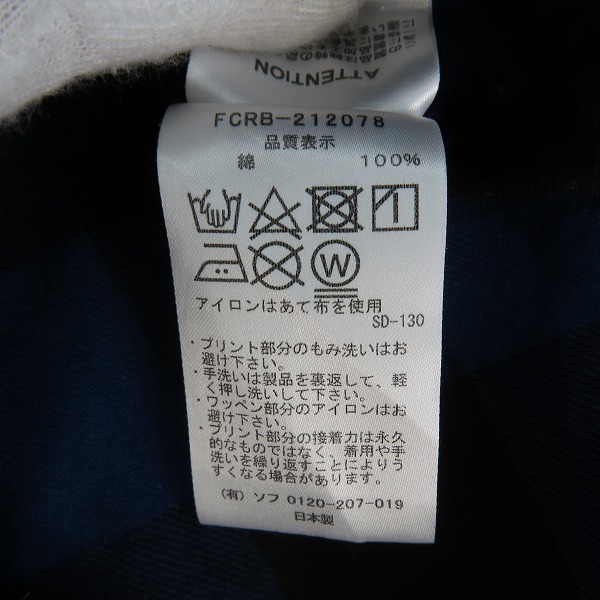 ATTENTION
FCRB-212078
品質表示
綿 100%
W
アイロンはあて布を使用
SD-130
・プリント部分のもみ洗いはお
避け下さい。
・手洗いは製品を裏返して、軽
く押し洗いして下さい。
・ワッペン部分のアイロンはお
避け下さい。
・プリント部分の接着力は永久
的なものではなく、着用や手
洗いを繰り返すことによりう
すくなる場合があります。
(有) ソフ 0120-207-019
日本製